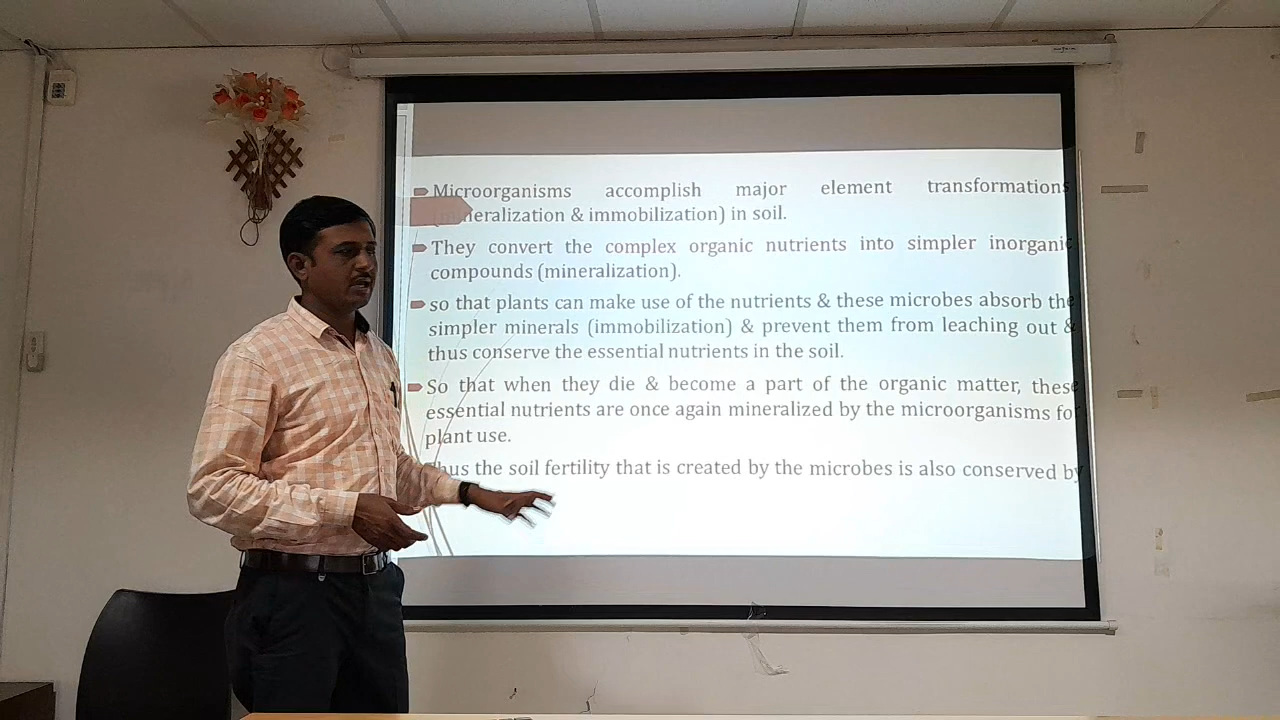 Microorganisms accomplish major element transformations
(mineralization & immobilization) in soil.
They convert the complex organic nutrients into simpler inorganic
compounds (mineralization).
so that plants can make use of the nutrients & these microbes absorb the
simpler minerals (immobilization) & prevent them from leaching out &
thus conserve the essential nutrients in the soil.
So that when they die & become a part of the organic matter, these
essential nutrients are once again mineralized by the microorganisms for
plant use.
Thus the soil fertility that is created by the microbes is also conserved by